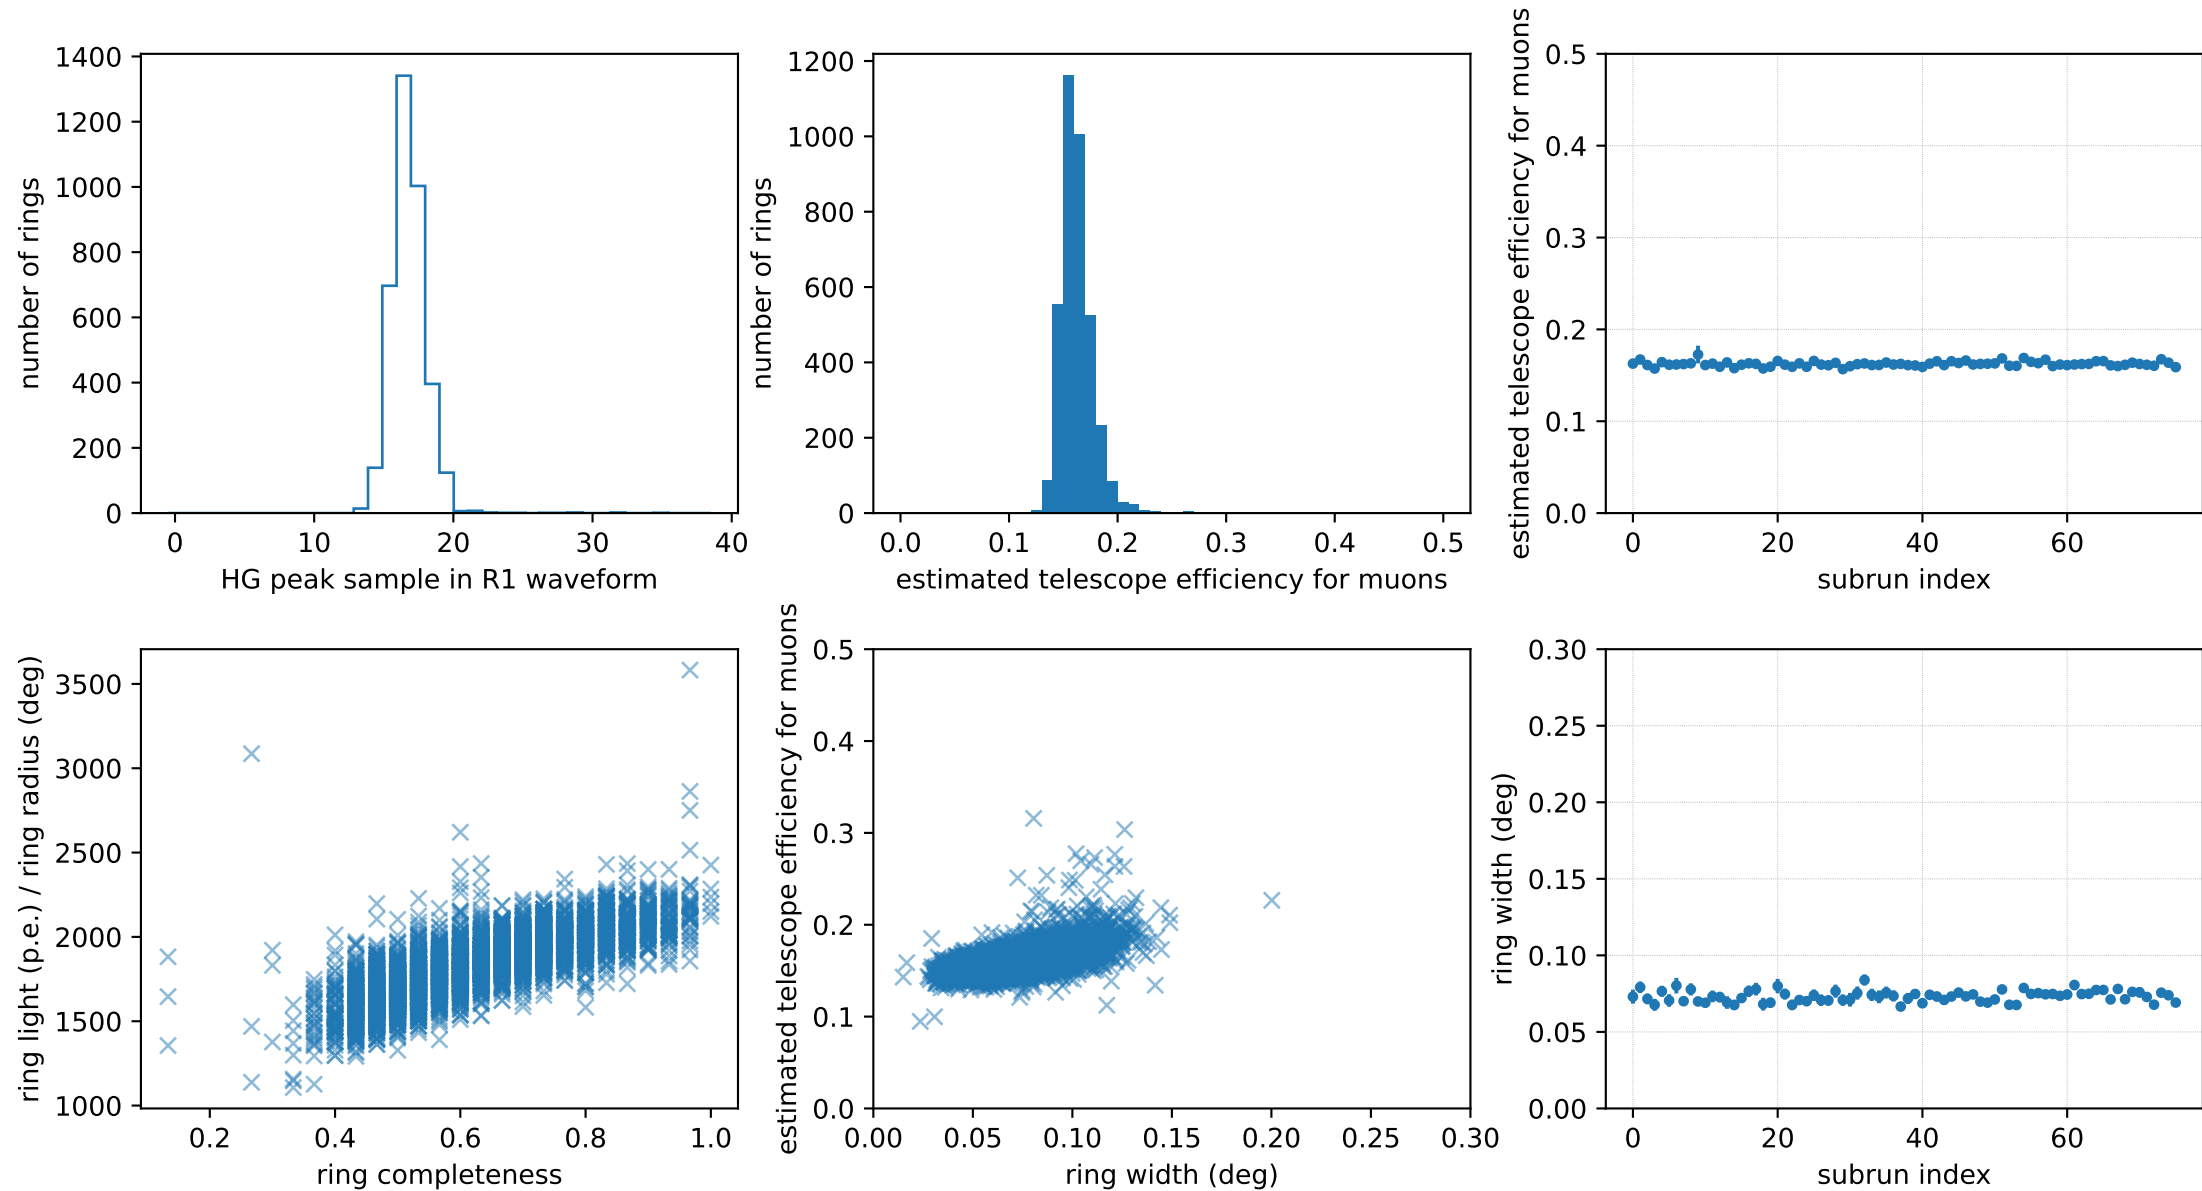 1400
1200
1000
800
600
400
200
0
number of rings
0 10 20 30 40
HG peak sample in R1 waveform
1200
1000
800
600
400
200
0
number of rings
0.0 0.1 0.2 0.3 0.4 0.5
estimated telescope efficiency for muons
0.5
0.4
0.3
0.2
0.1
0.0
estimated telescope efficiency for muons
0 20 40 60
subrun index
3500
3000
2500
2000
1500
1000
ring light (p.e.) / ring radius (deg)
0.2 0.4 0.6 0.8 1.0
ring completeness
0.5
0.4
0.3
0.2
0.1
0.0
estimated telescope efficiency for muons
0.00 0.05 0.10 0.15 0.20 0.25 0.30
ring width (deg)
0.30
0.25
0.20
0.15
0.10
0.05
0.00
ring width (deg)
0 20 40 60
subrun index